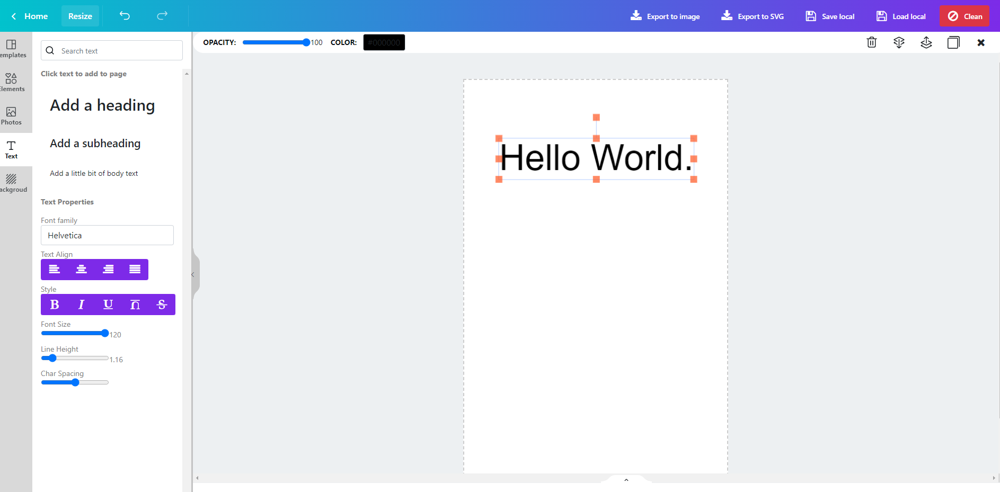 Home
Resize
Export to image
Export to SVG
Save local
Load local
Clean
Search text
OPACITY:
100
COLOR:
#000000
emplates
Elements
Photos
Text
ackgroud
Click text to add to page
Add a heading
Add a subheading
Add a little bit of body text
Text Properties
Font family
Helvetica
Text Align
Style
B I U n S
Font Size
120
Line Height
1.16
Char Spacing
Hello World.